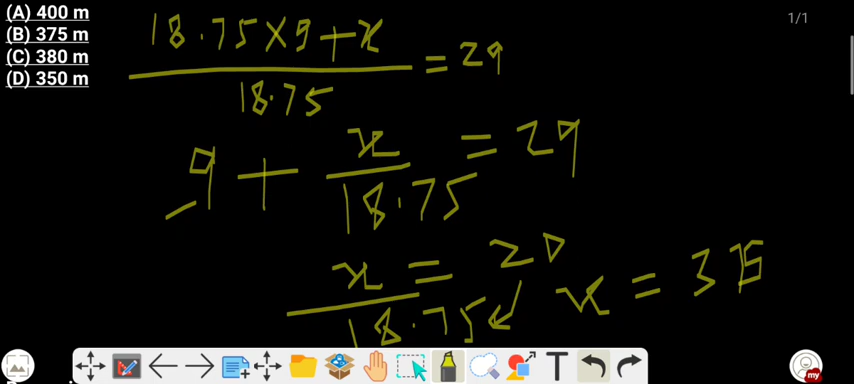 (A) 400 m
(B) 375 m
(C) 380 m
(D) 350 m
1/1
18.75×9+x
18.75
= 29
9 + x = 29
18.75
x = 20
18.75
x = 375
T
my